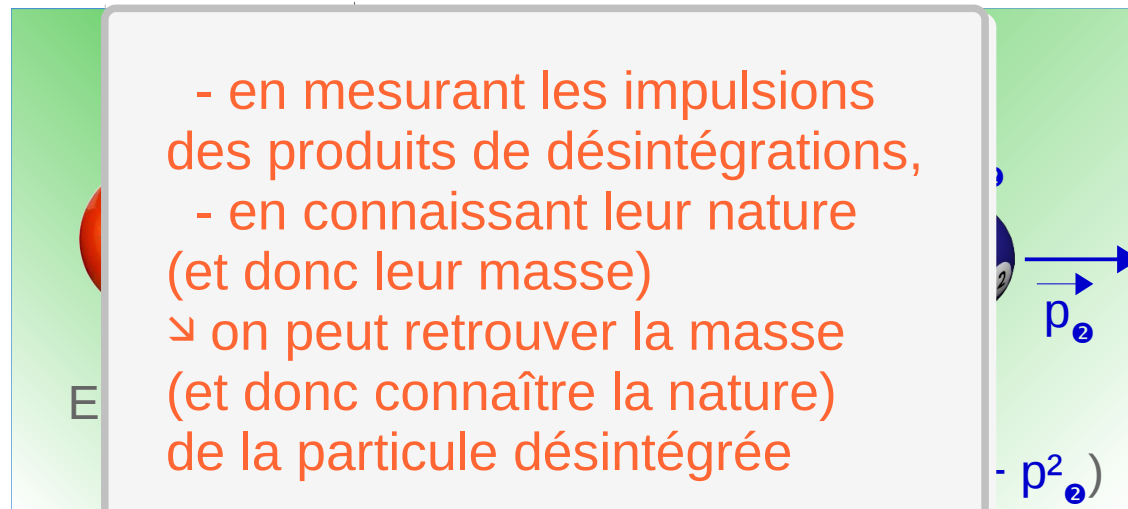 - en mesurant les impulsions
des produits de désintégrations,
- en connaissant leur nature
(et donc leur masse)
⇘ on peut retrouver la masse
(et donc connaître la nature)
de la particule désintégrée
E
2
p❷
p²❷)